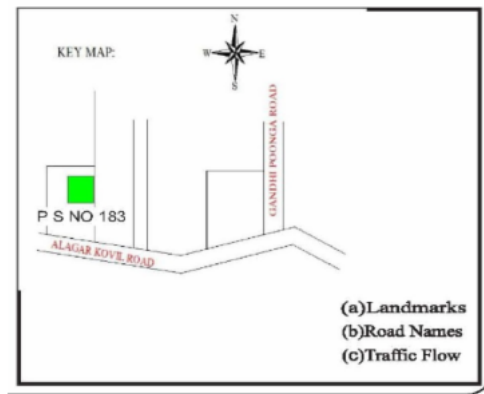 N
KEY MAP:
W E
S
GANDHI POONGA ROAD
P S NO 183
ALAGAR KOVIL ROAD
(a)Landmarks
(b)Road Names
(c)Traffic Flow